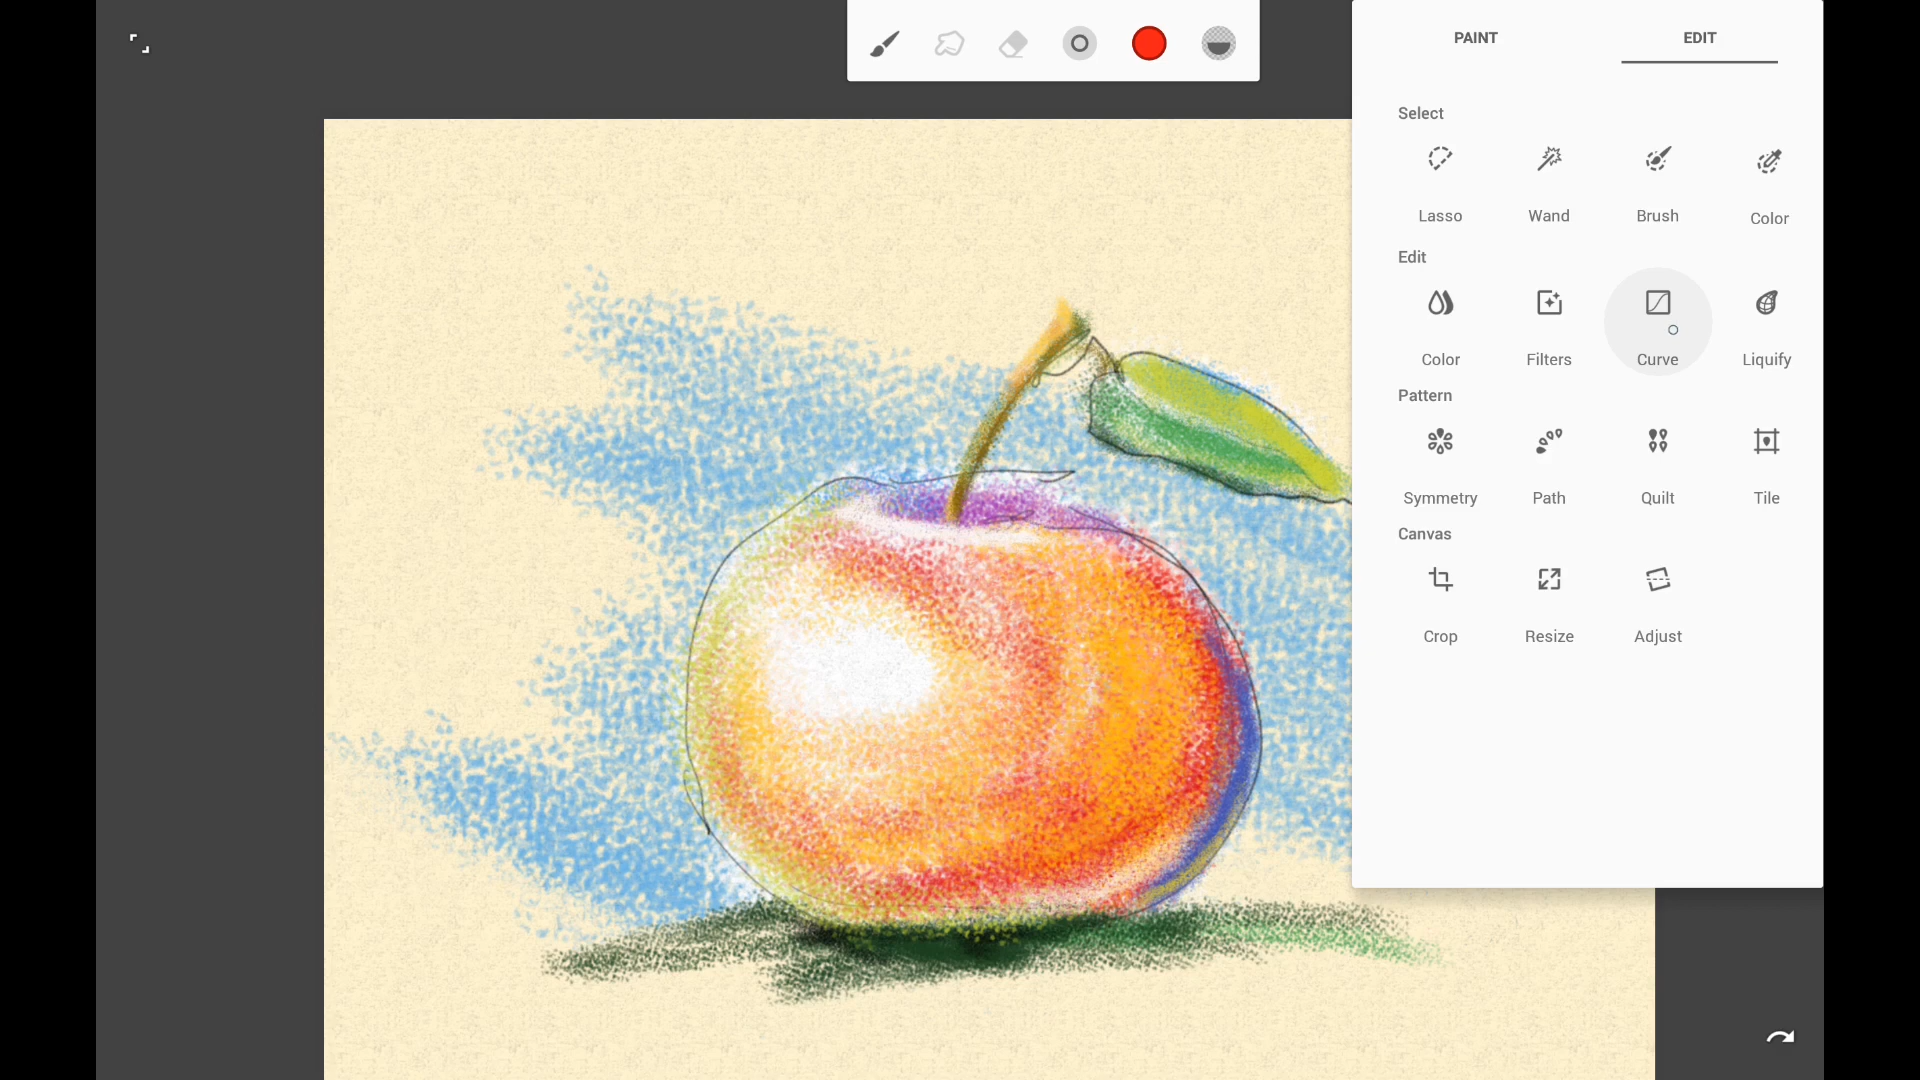 PAINT EDIT
Select
Lasso Wand Brush Color
Edit
Color Filters Curve Liquify
Pattern
Symmetry Path Quilt Tile
Canvas
Crop Resize Adjust